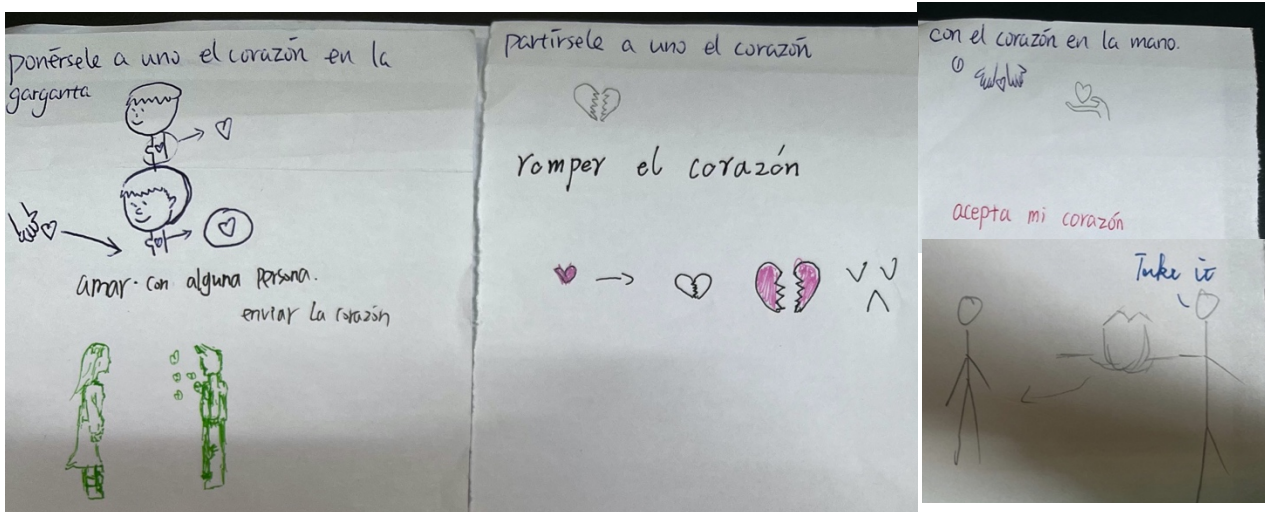 ponérsele a uno el corazón en la
garganta
amar. con alguna persona.
enviar la corazón
partírsele a uno el corazón
romper el corazón
con el corazón en la mano.
acepta mi corazón
Take it